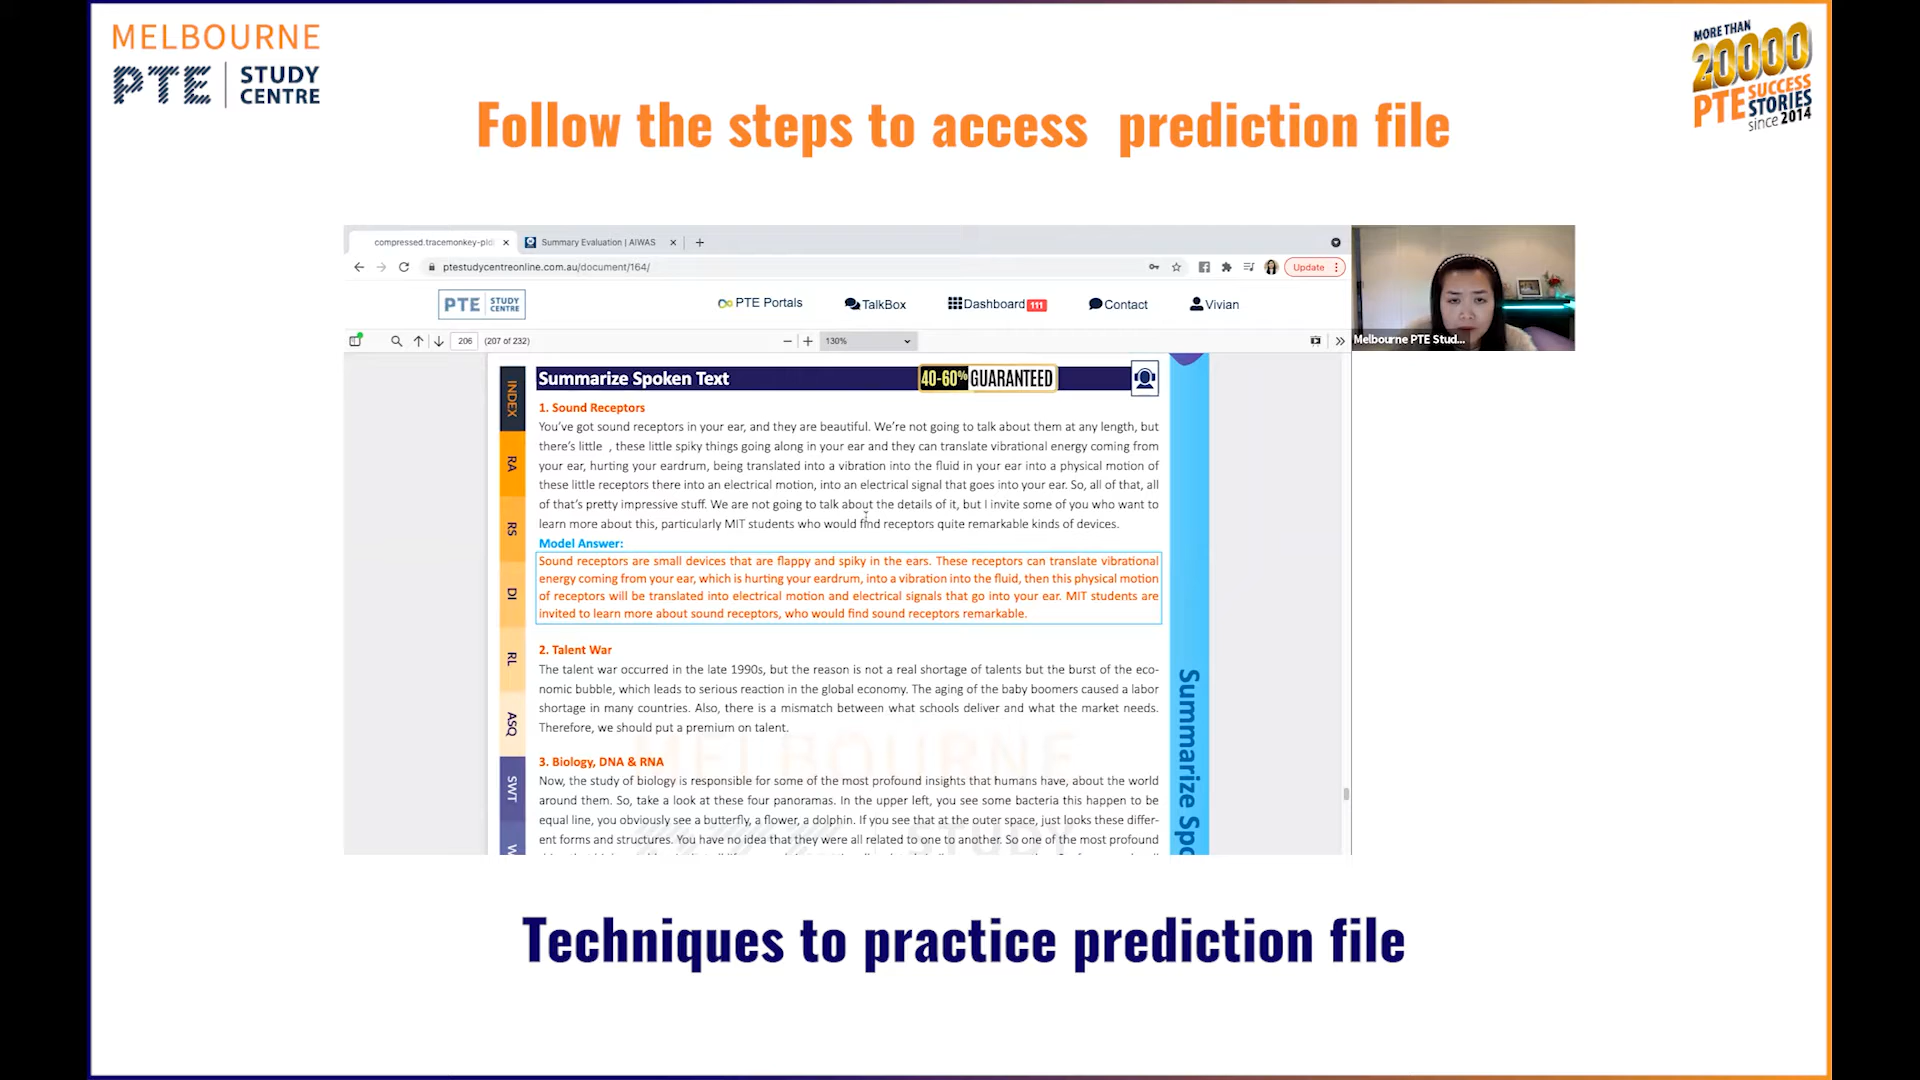 MELBOURNE
PTE STUDY CENTRE
MORE THAN
20000
PTE SUCCESS STORIES
since 2014
Follow the steps to access prediction file
compressed.tracemonkey-pld
Summary Evaluation | AIWAS
ptestudycentreonline.com.au/document/164/
Update
PTE STUDY CENTRE
PTE Portals
TalkBox
Dashboard 111
Contact
Vivian
206 (207 of 232)
130%
Melbourne PTE Stud...
INDEX
RA
RS
DI
RL
ASQ
SWT
Summarize Spoken Text
40-60% GUARANTEED
1. Sound Receptors
You've got sound receptors in your ear, and they are beautiful. We're not going to talk about them at any length, but
there's little , these little spiky things going along in your ear and they can translate vibrational energy coming from
your ear, hurting your eardrum, being translated into a vibration into the fluid in your ear into a physical motion of
these little receptors there into an electrical motion, into an electrical signal that goes into your ear. So, all of that, all
of that's pretty impressive stuff. We are not going to talk about the details of it, but I invite some of you who want to
learn more about this, particularly MIT students who would find receptors quite remarkable kinds of devices.
Model Answer:
Sound receptors are small devices that are flappy and spiky in the ears. These receptors can translate vibrational
energy coming from your ear, which is hurting your eardrum, into a vibration into the fluid, then this physical motion
of receptors will be translated into electrical motion and electrical signals that go into your ear. MIT students are
invited to learn more about sound receptors, who would find sound receptors remarkable.
2. Talent War
The talent war occurred in the late 1990s, but the reason is not a real shortage of talents but the burst of the eco-
nomic bubble, which leads to serious reaction in the global economy. The aging of the baby boomers caused a labor
shortage in many countries. Also, there is a mismatch between what schools deliver and what the market needs.
Therefore, we should put a premium on talent.
MELBOURNE
3. Biology, DNA & RNA
Now, the study of biology is responsible for some of the most profound insights that humans have, about the world
around them. So, take a look at these four panoramas. In the upper left, you see some bacteria this happen to be
equal line, you obviously see a butterfly, a flower, a dolphin. If you see that at the outer space, just looks these differ-
ent forms and structures. You have no idea that they were all related to one to another. So one of the most profound
STUDY
Summarize Spo
Techniques to practice prediction file